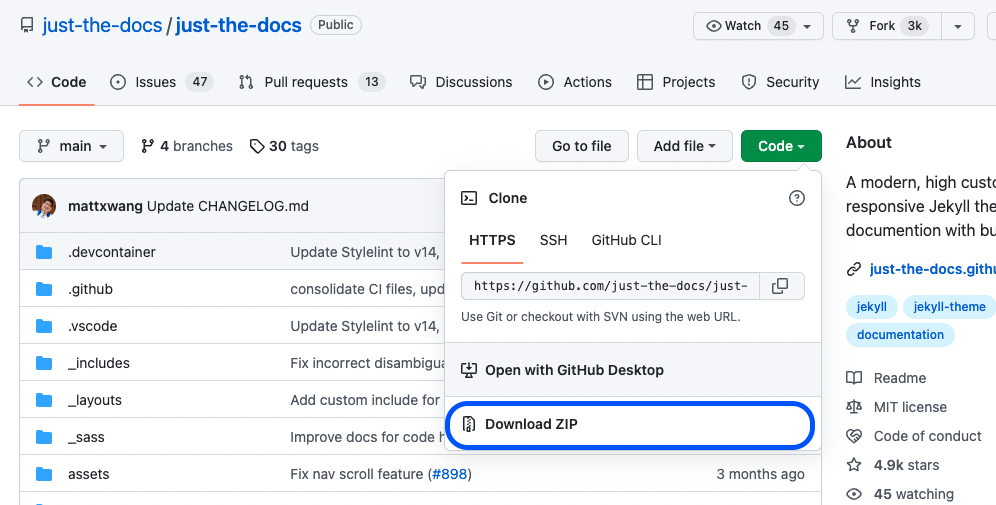 just-the-docs / just-the-docs Public Watch 45 Fork 3k
Code Issues 47 Pull requests 13 Discussions Actions Projects Security Insights
main 4 branches 30 tags Go to file Add file Code
About
A modern, high custo
responsive Jekyll the
documention with bu
just-the-docs.githu
jekyll jekyll-theme
documentation
Readme
MIT license
Code of conduct
4.9k stars
45 watching
mattxwang Update CHANGELOG.md
.devcontainer Update Stylelint to v14,
.github consolidate CI files, upd
.vscode Update Stylelint to v14,
_includes Fix incorrect disambigua
_layouts Add custom include for
_sass Improve docs for code h
assets Fix nav scroll feature (#898) 3 months ago
Clone
HTTPS SSH GitHub CLI
https://github.com/just-the-docs/just-
Use Git or checkout with SVN using the web URL.
Open with GitHub Desktop
Download ZIP